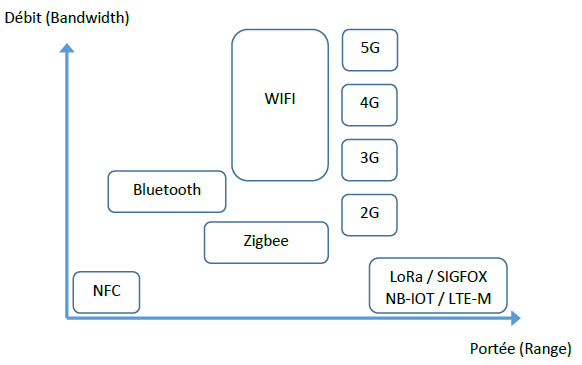 Débit (Bandwidth)
5G
WIFI
4G
3G
Bluetooth
2G
Zigbee
NFC
LoRa / SIGFOX
NB-IOT / LTE-M
Portée (Range)